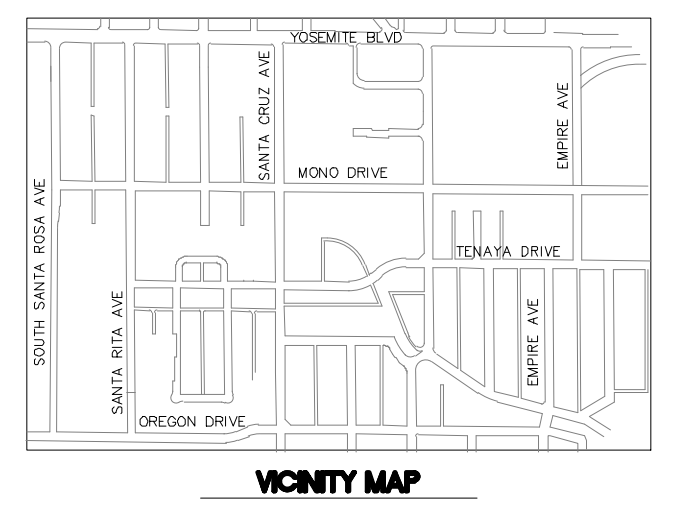 YOSEMITE BLVD
SANTA CRUZ AVE
EMPIRE AVE
MONO DRIVE
SOUTH SANTA ROSA AVE
TENAYA DRIVE
SANTA RITA AVE
EMPIRE AVE
OREGON DRIVE
VICINITY MAP